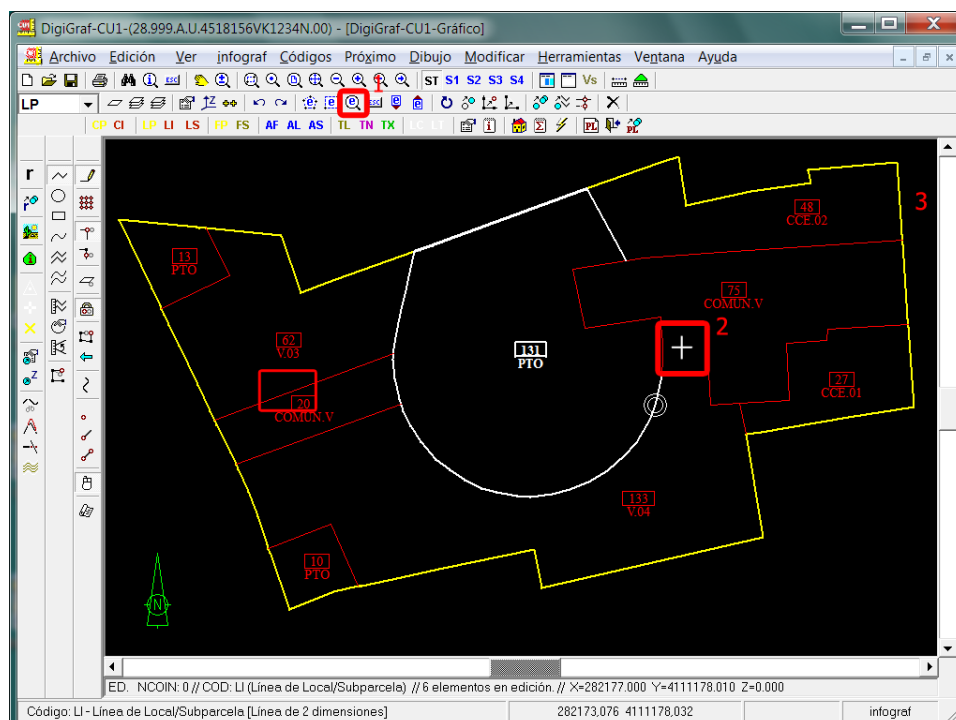 DigiGraf-CU1-(28.999.A.U.4518156VK1234N.00) - [DigiGraf-CU1-Gráfico]
Archivo Edición Ver infograf Códigos Próximo Dibujo Modificar Herramientas Ventana Ayuda
esc 1 ST S1 S2 S3 S4 Vs
LP
CP CI LP LI LS FP FS AF AL AS TL TN TX LC LT PL PL
r
3
48
CCE.02
13
PTO
75
COMUN.V
2
62
V.03
131
PTO
27
CCE.01
20
COMUN.V
133
V.04
10
PTO
N
ED. NCOIN: 0 // COD: LI (Línea de Local/Subparcela) // 6 elementos en edición. // X=282177.000 Y=4111178.010 Z=0.000
Código: LI - Línea de Local/Subparcela [Línea de 2 dimensiones] 282173,076 4111178,032 infograf